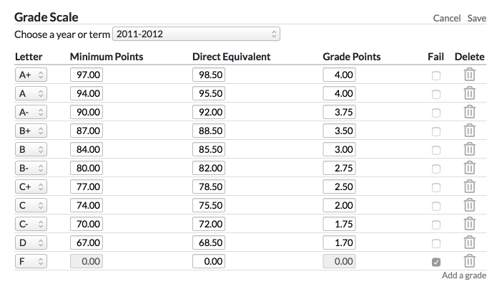 Grade Scale Cancel Save
Choose a year or term 2011-2012
Letter Minimum Points Direct Equivalent Grade Points Fail Delete
A+ 97.00 98.50 4.00
A 94.00 95.50 4.00
A- 90.00 92.00 3.75
B+ 87.00 88.50 3.50
B 84.00 85.50 3.00
B- 80.00 82.00 2.75
C+ 77.00 78.50 2.50
C 74.00 75.50 2.00
C- 70.00 72.00 1.75
D 67.00 68.50 1.70
F 0.00 0.00 0.00
Add a grade